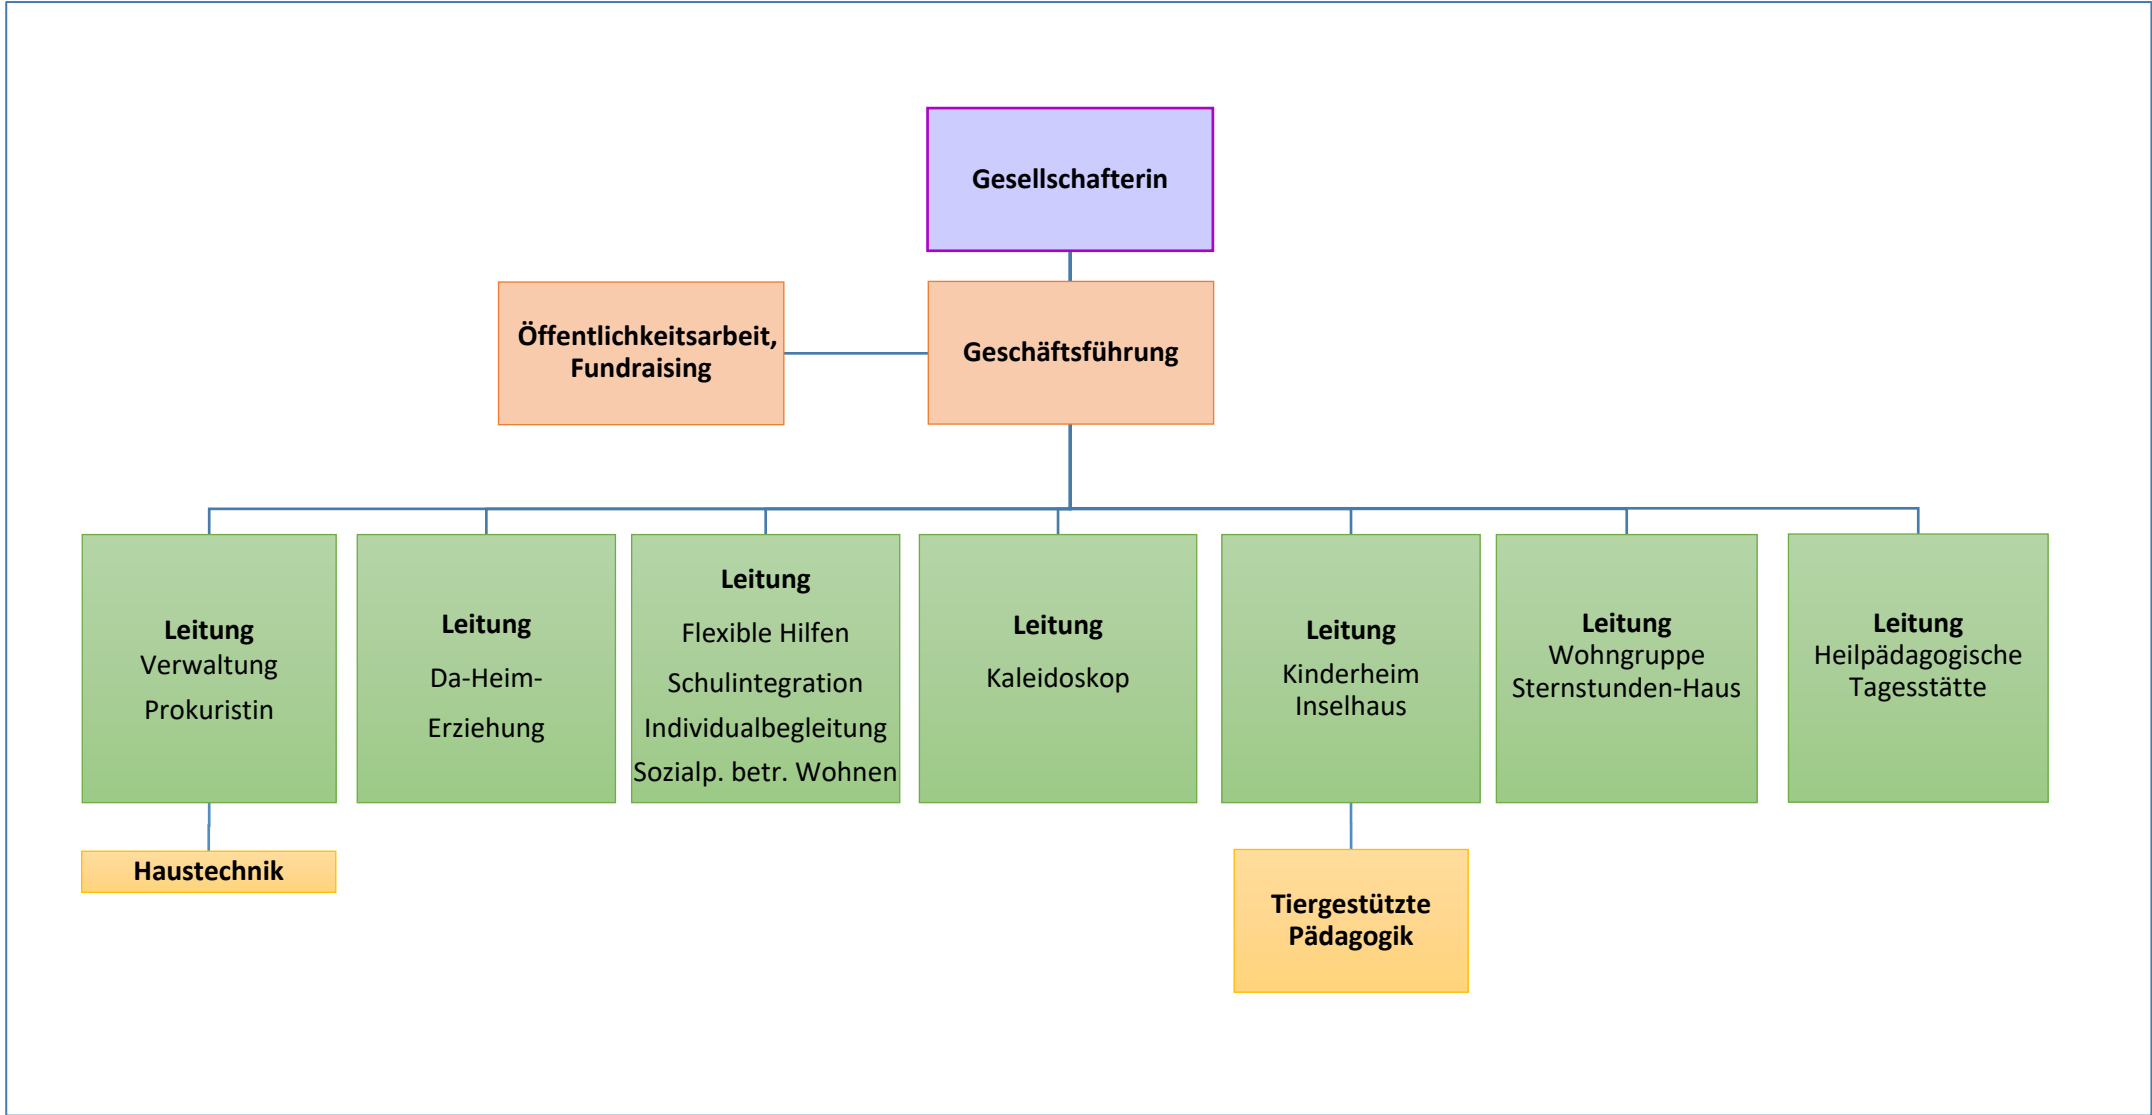 Gesellschafterin
Öffentlichkeitsarbeit,
Fundraising
Geschäftsführung
Leitung
Verwaltung
Prokuristin
Leitung
Da-Heim-
Erziehung
Leitung
Flexible Hilfen
Schulintegration
Individualbegleitung
Sozialp. betr. Wohnen
Leitung
Kaleidoskop
Leitung
Kinderheim
Inselhaus
Leitung
Wohngruppe
Sternstunden-Haus
Leitung
Heilpädagogische
Tagesstätte
Haustechnik
Tiergestützte
Pädagogik